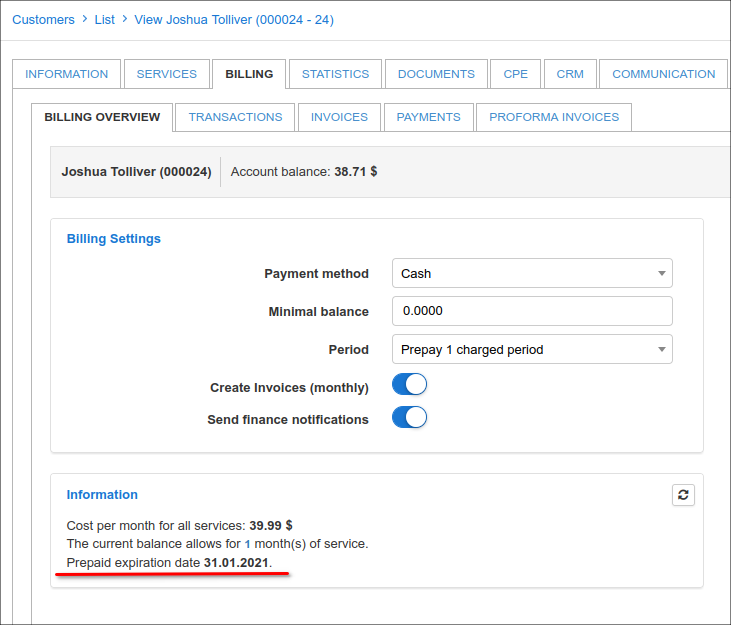 Customers > List > View Joshua Tolliver (000024 - 24)
INFORMATION SERVICES BILLING STATISTICS DOCUMENTS CPE CRM COMMUNICATION
BILLING OVERVIEW TRANSACTIONS INVOICES PAYMENTS PROFORMA INVOICES
Joshua Tolliver (000024) Account balance: 38.71 $
Billing Settings
Payment method Cash
Minimal balance 0.0000
Period Prepay 1 charged period
Create Invoices (monthly)
Send finance notifications
Information
Cost per month for all services: 39.99 $
The current balance allows for 1 month(s) of service.
Prepaid expiration date 31.01.2021.